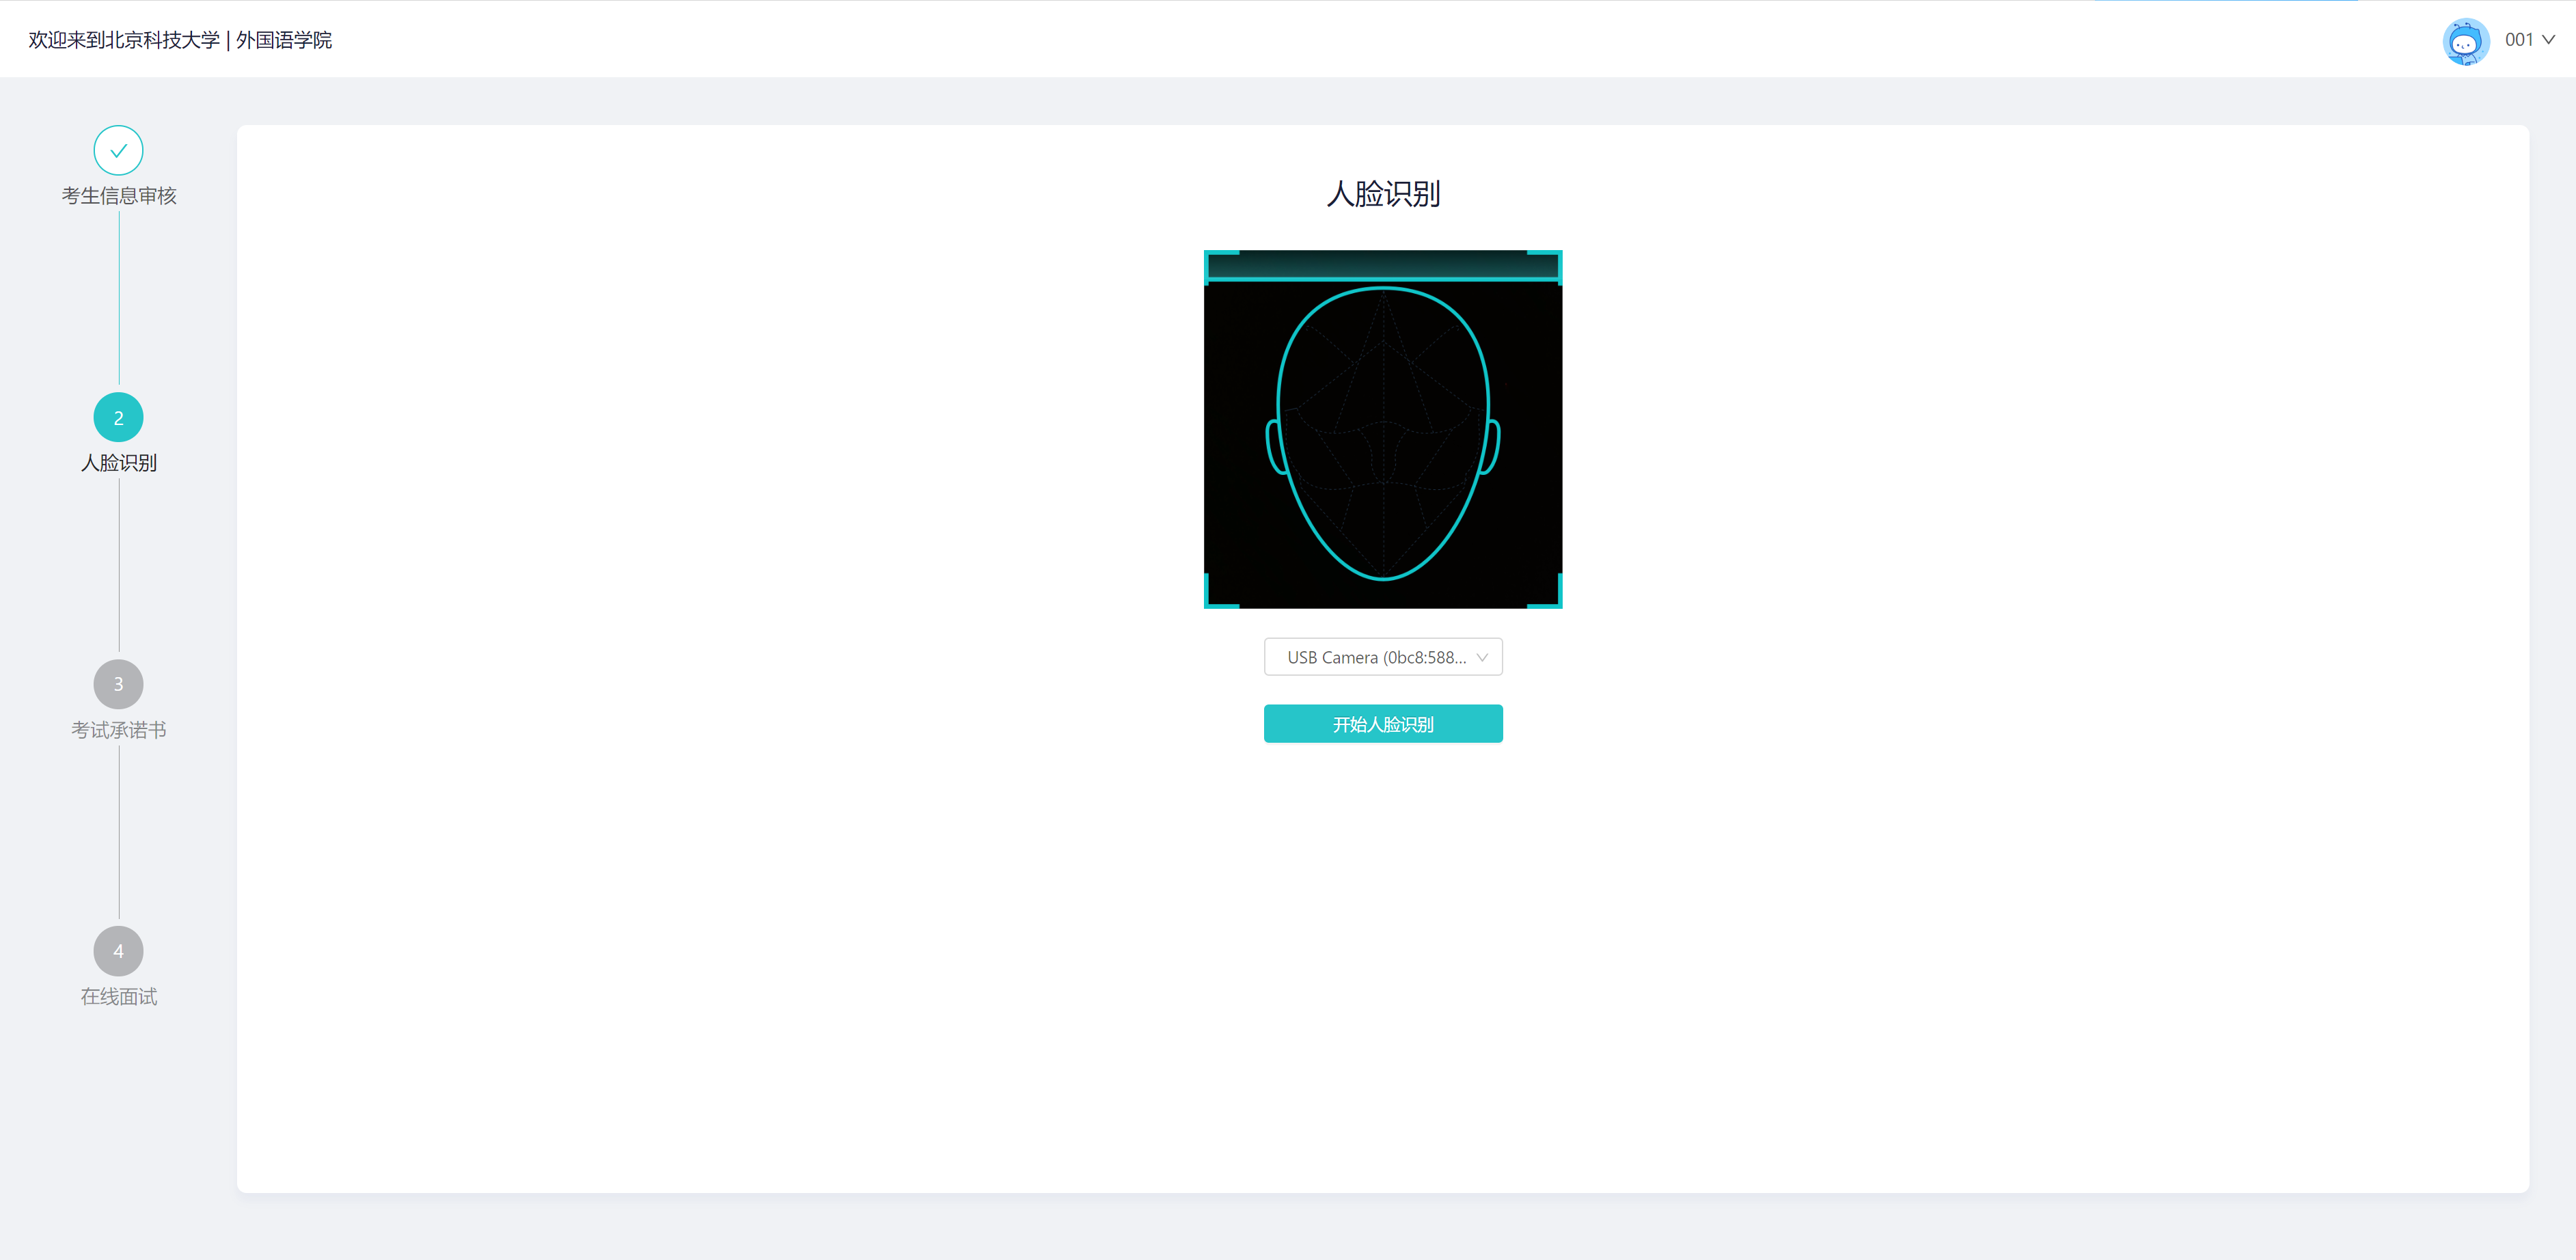 欢迎来到北京科技大学 | 外国语学院
001
考生信息审核
2
人脸识别
3
考试承诺书
4
在线面试
人脸识别
USB Camera (0bc8:588...
开始人脸识别